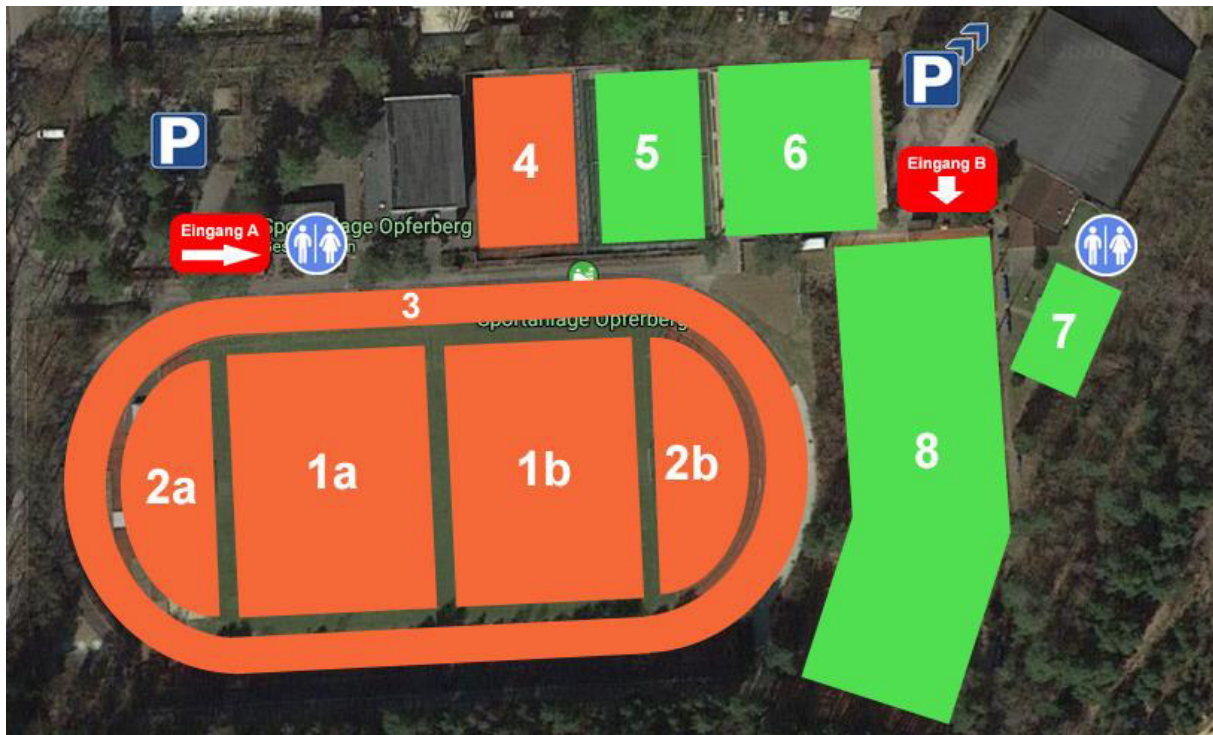 P
P
4
5
6
Eingang A
Eingang B
Sportanlage Opferberg
3
Sportanlage Opferberg
7
2a
1a
1b
2b
8